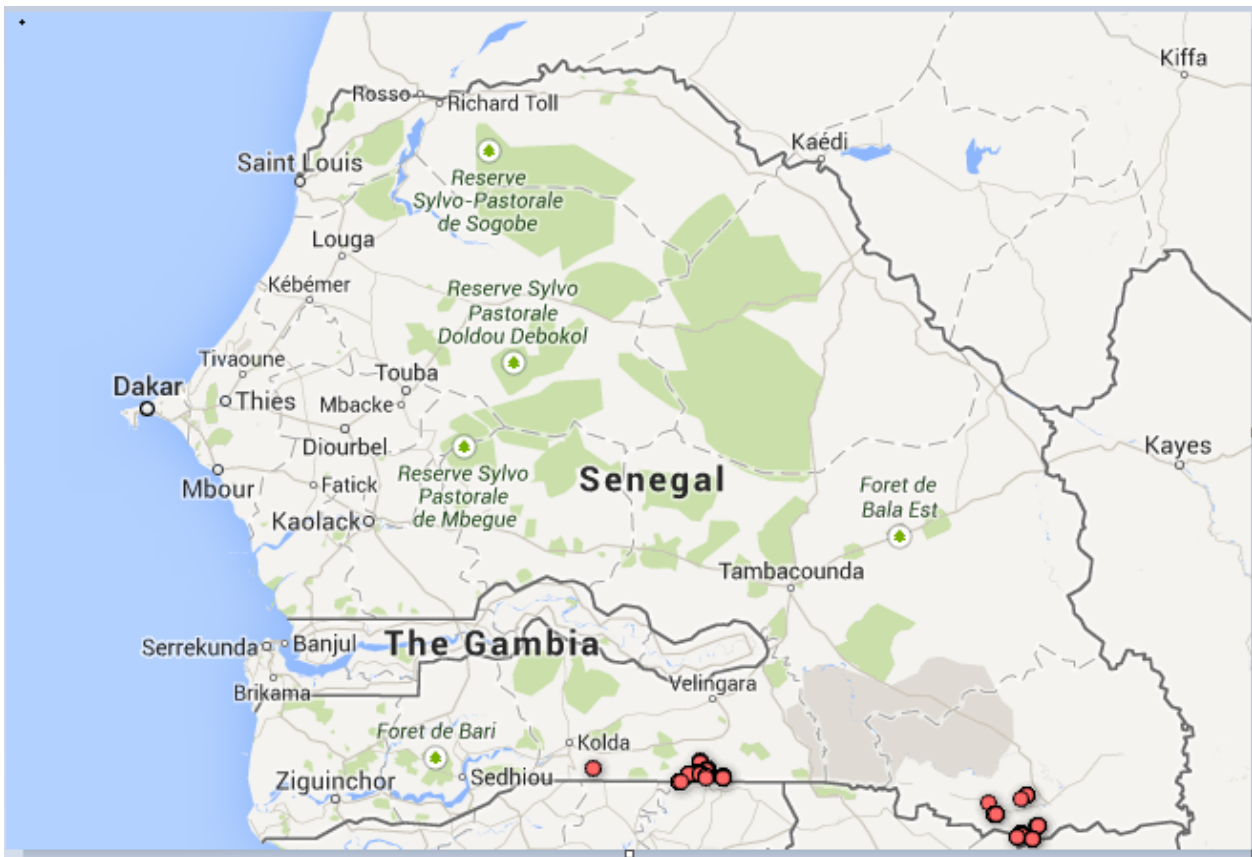 Kiffa
Rosso
Richard Toll
Kaédi
Saint Louis
Reserve
Sylvo-Pastorale
de Sogobe
Louga
Kébémer
Reserve Sylvo
Pastorale
Doldou Debokol
Tivaoune
Touba
Dakar
Thies
Mbacke
Diourbel
Kayes
Mbour
Fatick
Reserve Sylvo
Pastorale
de Mbegue
Senegal
Foret de
Bala Est
Kaolack
Tambacounda
Serrekunda
Banjul
The Gambia
Brikama
Velingara
Foret de Bari
Kolda
Ziguinchor
Sedhiou